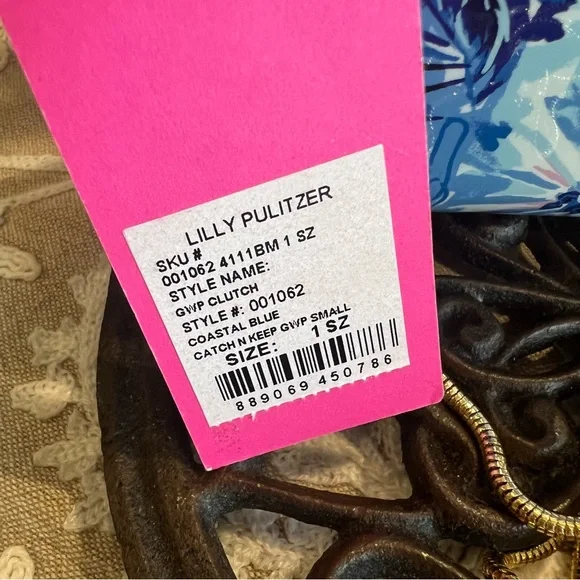 LILLY PULITZER
SKU #
001062 4111BM 1 SZ
STYLE NAME:
GWP CLUTCH
STYLE #: 001062
COASTAL BLUE
CATCH N KEEP GWP SMALL
SIZE: 1 SZ
889069 450786